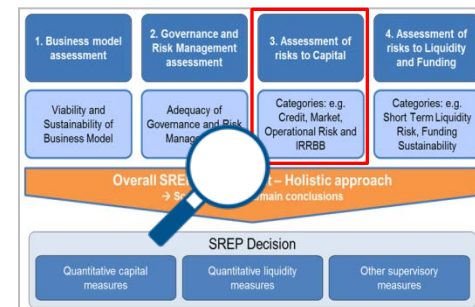 1. Business model
assessment
2. Governance and
Risk Management
assessment
3. Assessment of
risks to Capital
4. Assessment of
risks to Liquidity
and Funding
Viability and
Sustainability of
Business Model
Adequacy of
Governance and Risk
Categories: e.g.
Credit, Market,
Operational Risk and
IRRBB
Categories: e.g.
Short Term Liquidity
Risk, Funding
Sustainability
Overall – Holistic approach
→ main conclusions
SREP Decision
Quantitative capital
measures
Quantitative liquidity
measures
Other supervisory
measures